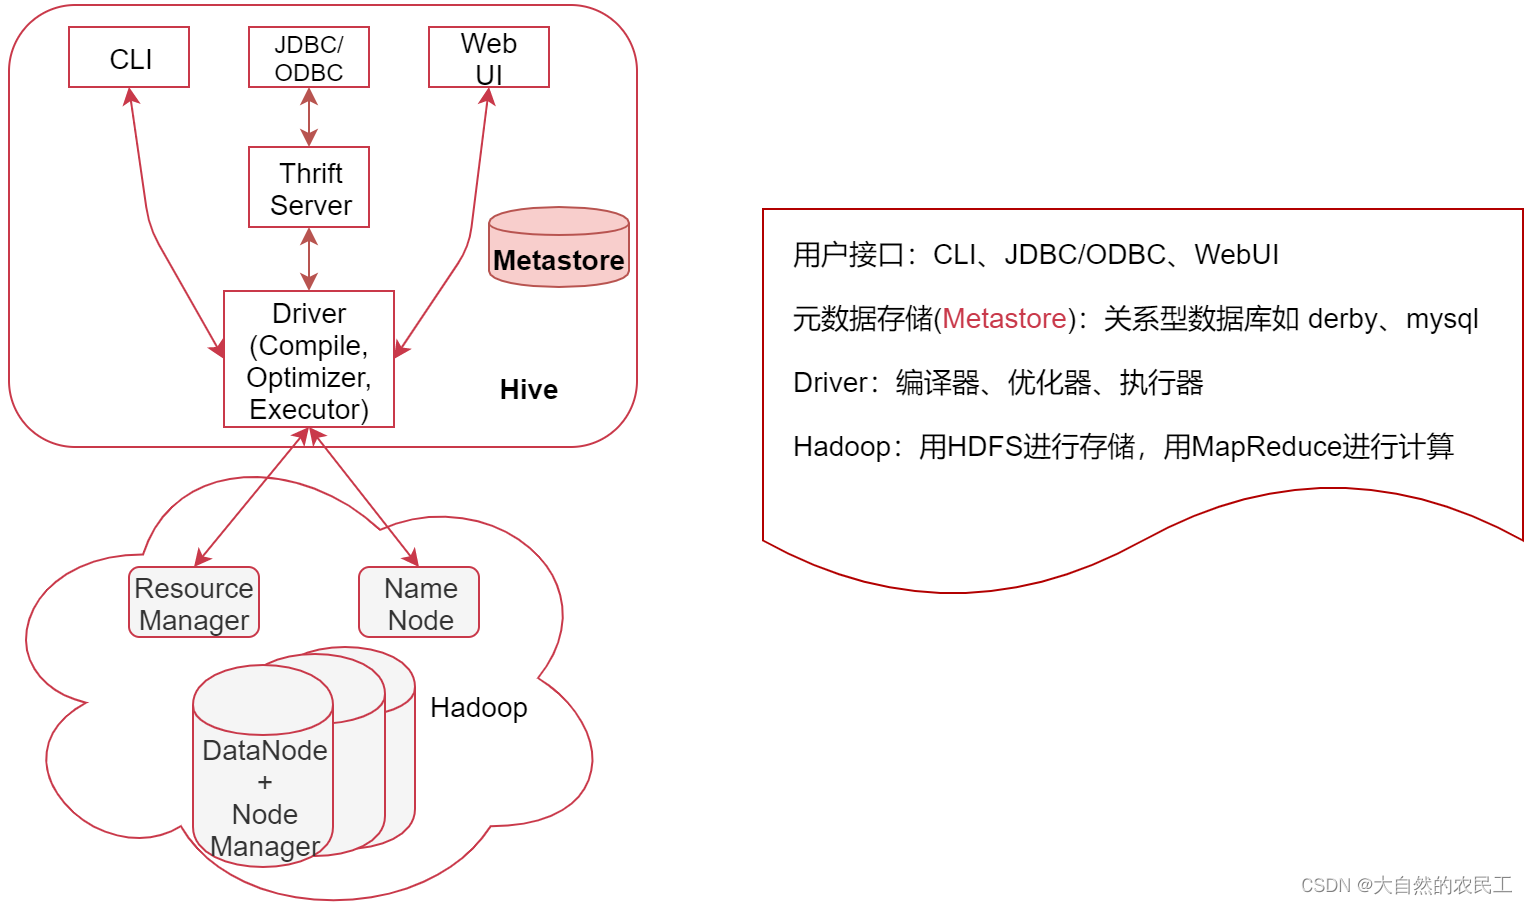 CLI
JDBC/
ODBC
Web
UI
Thrift
Server
Metastore
Driver
(Compile,
Optimizer,
Executor)
Hive
Resource
Manager
Name
Node
Hadoop
DataNode
+
Node
Manager
用户接口：CLI、JDBC/ODBC、WebUI
元数据存储(Metastore)：关系型数据库如 derby、mysql
Driver：编译器、优化器、执行器
Hadoop：用HDFS进行存储，用MapReduce进行计算
CSDN @大自然的农民工